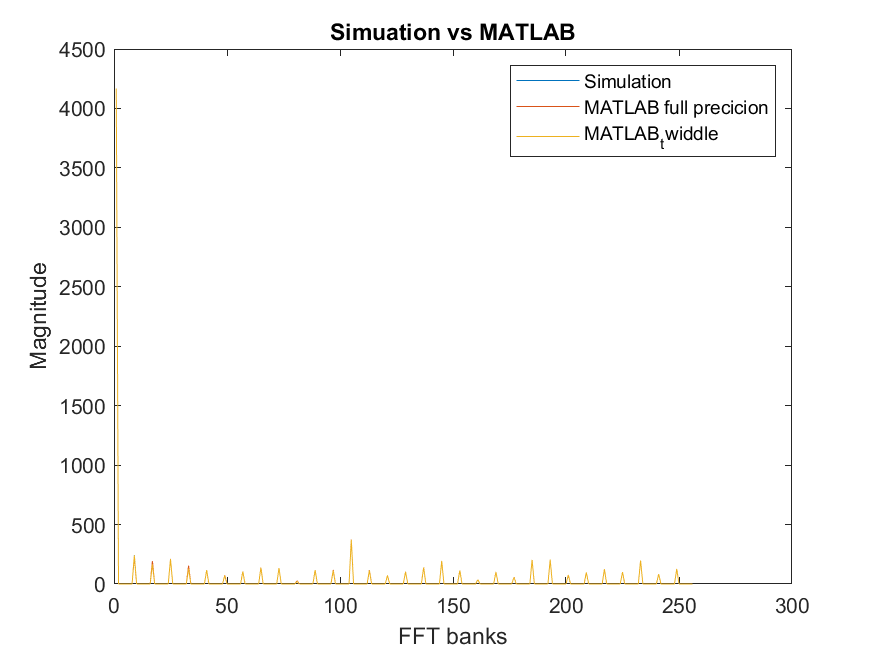 Simuation vs MATLAB
4500
4000
3500
3000
2500
2000
1500
1000
500
0
Magnitude
Simulation
MATLAB full precicion
MATLAB_twiddle
0 50 100 150 200 250 300
FFT banks